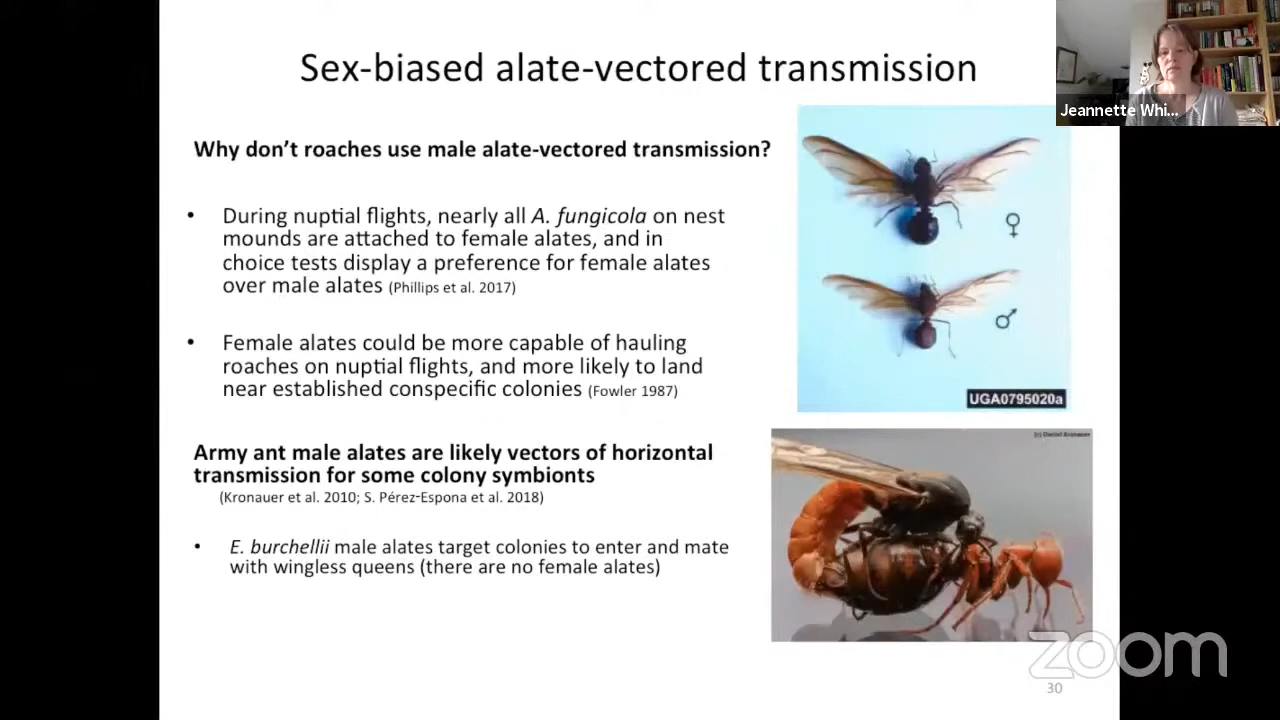 Sex-biased alate-vectored transmission
Jeannette Whi...
Why don't roaches use male alate-vectored transmission?
• During nuptial flights, nearly all A. fungicola on nest
mounds are attached to female alates, and in
choice tests display a preference for female alates
over male alates (Phillips et al. 2017)
♀
♂
• Female alates could be more capable of hauling
roaches on nuptial flights, and more likely to land
near established conspecific colonies (Fowler 1987)
UGA0795020a
Army ant male alates are likely vectors of horizontal
transmission for some colony symbionts
(Kronauer et al. 2010; S. Pérez-Espona et al. 2018)
(c) Daniel Kronauer
• E. burchellii male alates target colonies to enter and mate
with wingless queens (there are no female alates)
zoom
30